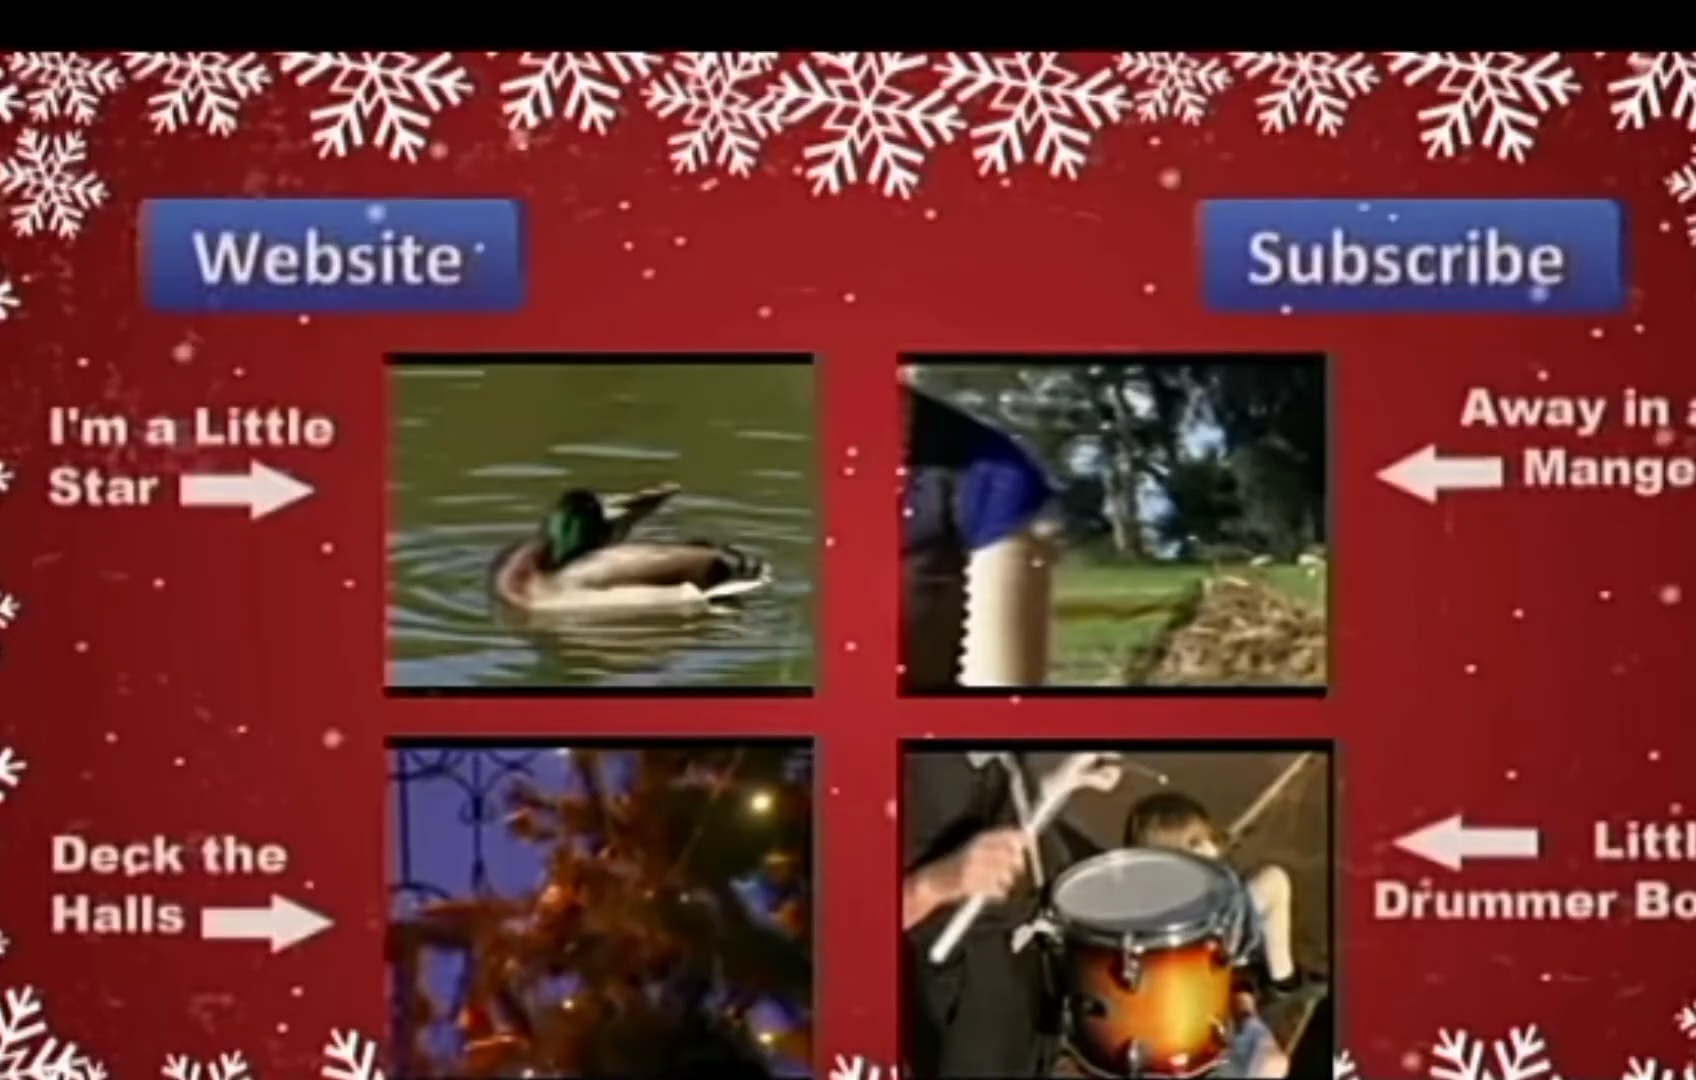 Website
Subscribe
I'm a Little
Star
Away in a
Mange
Deck the
Halls
Littl
Drummer Bo